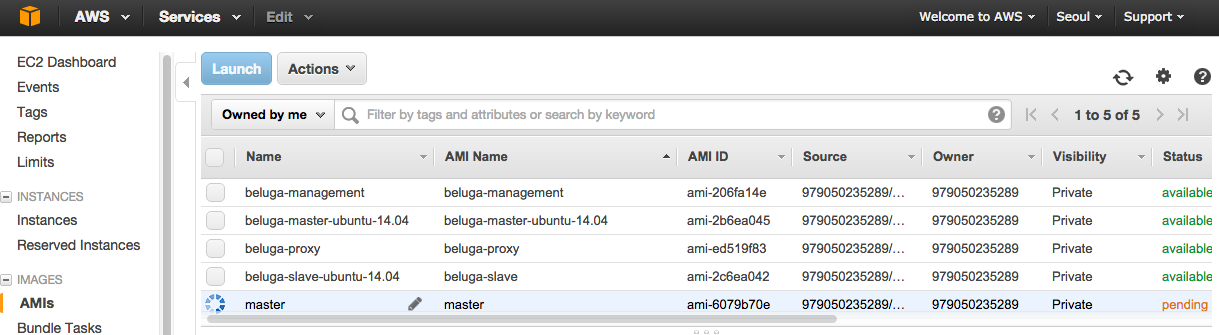 AWS Services Edit Welcome to AWS Seoul Support
EC2 Dashboard
Events
Tags
Reports
Limits
INSTANCES
Instances
Reserved Instances
IMAGES
AMIs
Bundle Tasks
Launch Actions
Owned by me Filter by tags and attributes or search by keyword ? 1 to 5 of 5
Name AMI Name AMI ID Source Owner Visibility Status
beluga-management beluga-management ami-206fa14e 979050235289/... 979050235289 Private available
beluga-master-ubuntu-14.04 beluga-master-ubuntu-14.04 ami-2b6ea045 979050235289/... 979050235289 Private available
beluga-proxy beluga-proxy ami-ed519f83 979050235289/... 979050235289 Private available
beluga-slave-ubuntu-14.04 beluga-slave ami-2c6ea042 979050235289/... 979050235289 Private available
master master ami-6079b70e 979050235289/... 979050235289 Private pending